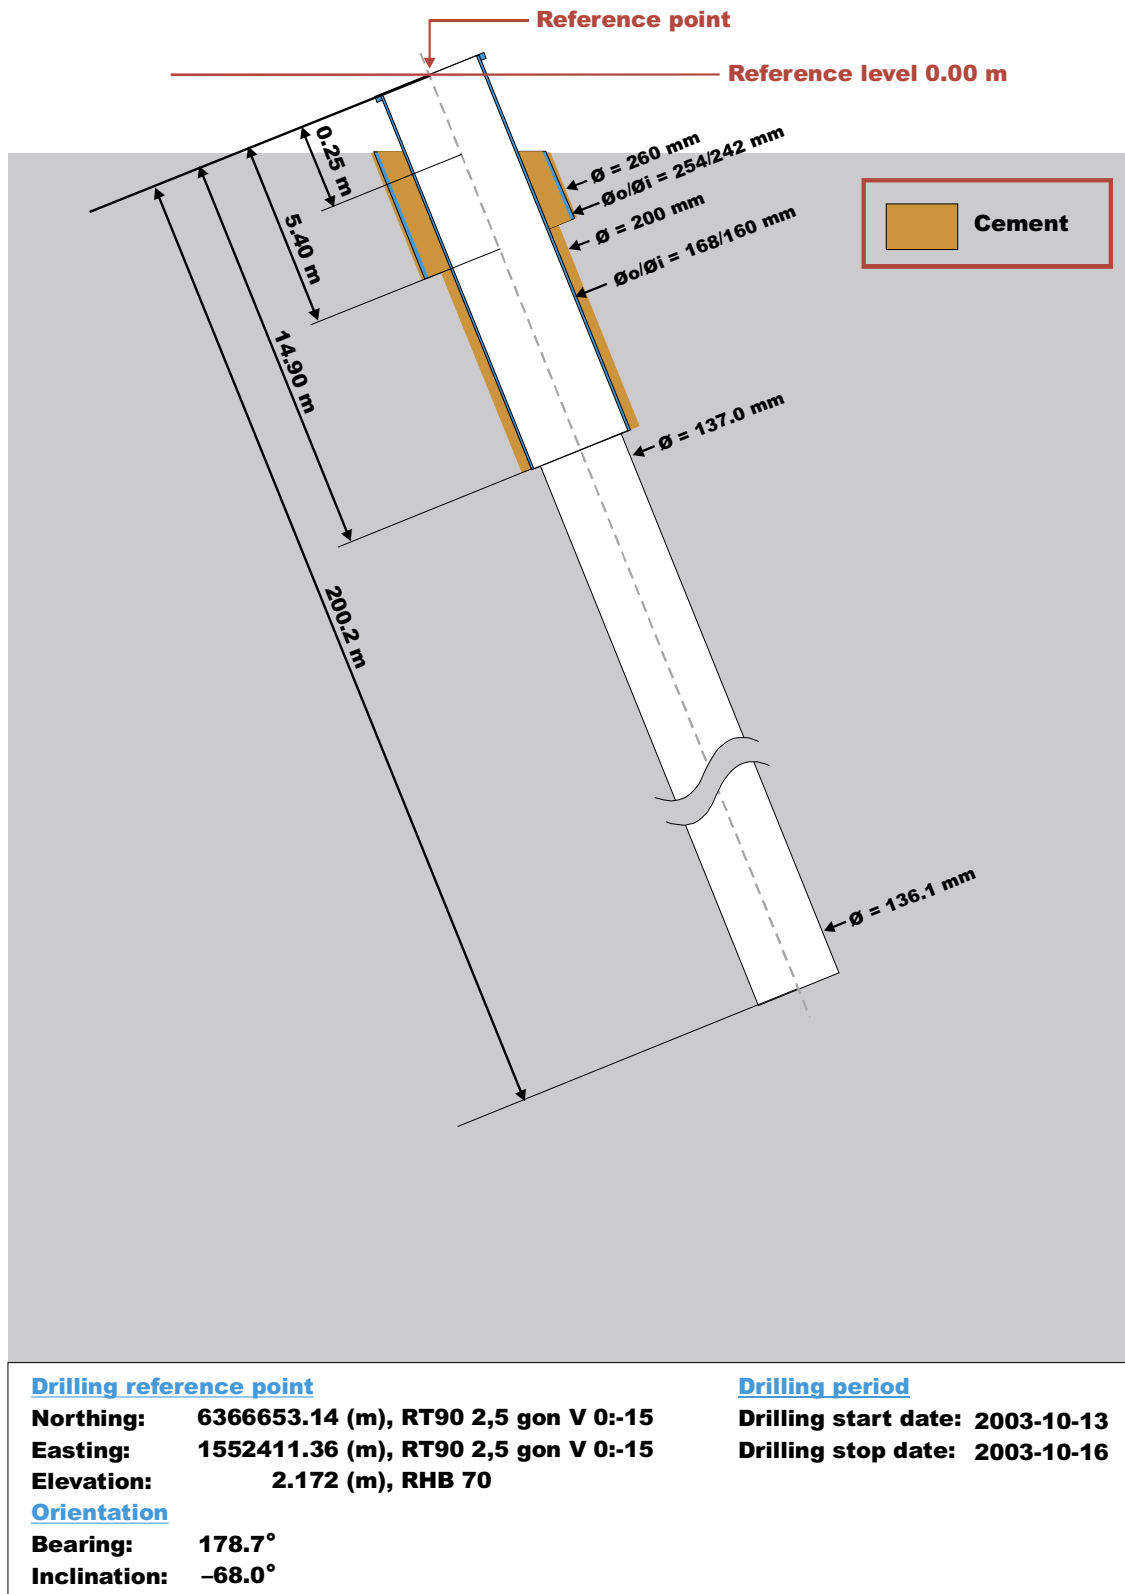 Reference point
Reference level 0.00 m
0.25 m
5.40 m
14.90 m
200.2 m
Ø = 260 mm
Øo/Øi = 254/242 mm
Ø = 200 mm
Øo/Øi = 168/160 mm
Cement
Ø = 137.0 mm
Ø = 136.1 mm
Drilling reference point
Northing: 6366653.14 (m), RT90 2,5 gon V 0:-15
Easting: 1552411.36 (m), RT90 2,5 gon V 0:-15
Elevation: 2.172 (m), RHB 70
Orientation
Bearing: 178.7°
Inclination: –68.0°
Drilling period
Drilling start date: 2003-10-13
Drilling stop date: 2003-10-16